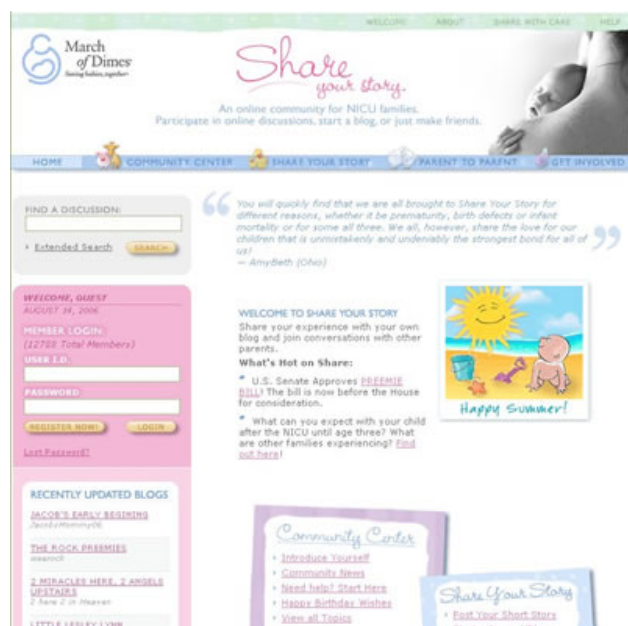 WELCOME ABOUT SHARE WITH CARE HELP
March
of Dimes
Saving babies, together
Share
your story.
An online community for NICU families.
Participate in online discussions, start a blog, or just make friends.
HOME COMMUNITY CENTER SHARE YOUR STORY PARENT TO PARENT GET INVOLVED
FIND A DISCUSSION:
Extended Search SEARCH
WELCOME, GUEST
MEMBER LOGIN:
(12788 Total Members)
USER I.D.
PASSWORD
REGISTER NOW! LOGIN
Lost Password?
RECENTLY UPDATED BLOGS
JACOB'S EARLY BEGINING
JacobsMommy06
THE ROCK PREEMIES
2 MIRACLES HERE, 2 ANGELS
UPSTAIRS
2 here 2 in Heaven
LITTLE LESLEY LYNN
“ You will quickly find that we are all brought to Share Your Story for
different reasons, whether it be prematurity, birth defects or infant
mortality or for some all three. We all, however, share the love for our
children that is unmistakenly and undeniably the strongest bond for all of
us! ”
— AmyBeth (Ohio)
WELCOME TO SHARE YOUR STORY
Share your experience with your own
blog and join conversations with other
parents.
What's Hot on Share:
U.S. Senate Approves PREEMIE
BILL! The bill is now before the House
for consideration.
What can you expect with your child
after the NICU until age three? What
are other families experiencing? Find
out here!
Happy Summer!
Community Center
Introduce Yourself
Community News
Need help? Start Here
Happy Birthday Wishes
View all Topics
Share Your Story
Post Your Short Story